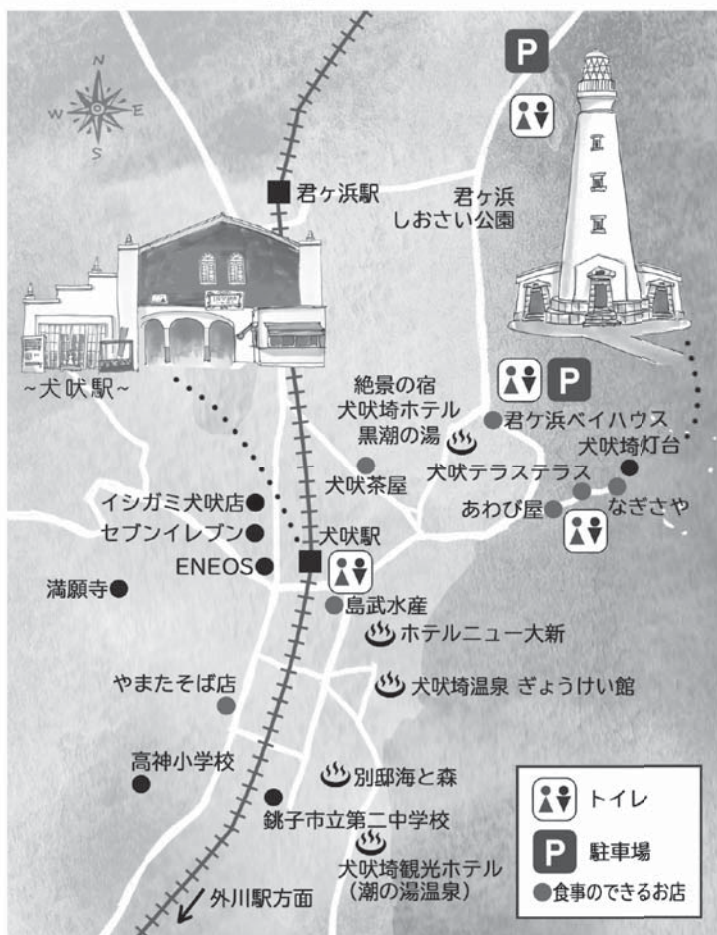 N
W
E
S
P
君ヶ浜駅
君ヶ浜
しおさい公園
~犬吠駅~
絶景の宿
犬吠埼ホテル
黒潮の湯
P
君ケ浜ベイハウス
犬吠埼灯台
犬吠茶屋
犬吠テラステラス
あわび屋
なぎさや
イシガミ犬吠店
セブンイレブン
ENEOS
犬吠駅
満願寺
島武水産
ホテルニュー大新
やまたそば店
犬吠埼温泉 ぎょうけい館
高神小学校
別邸海と森
銚子市立第二中学校
犬吠埼観光ホテル
(潮の湯温泉)
外川駅方面
トイレ
P 駐車場
食事のできるお店